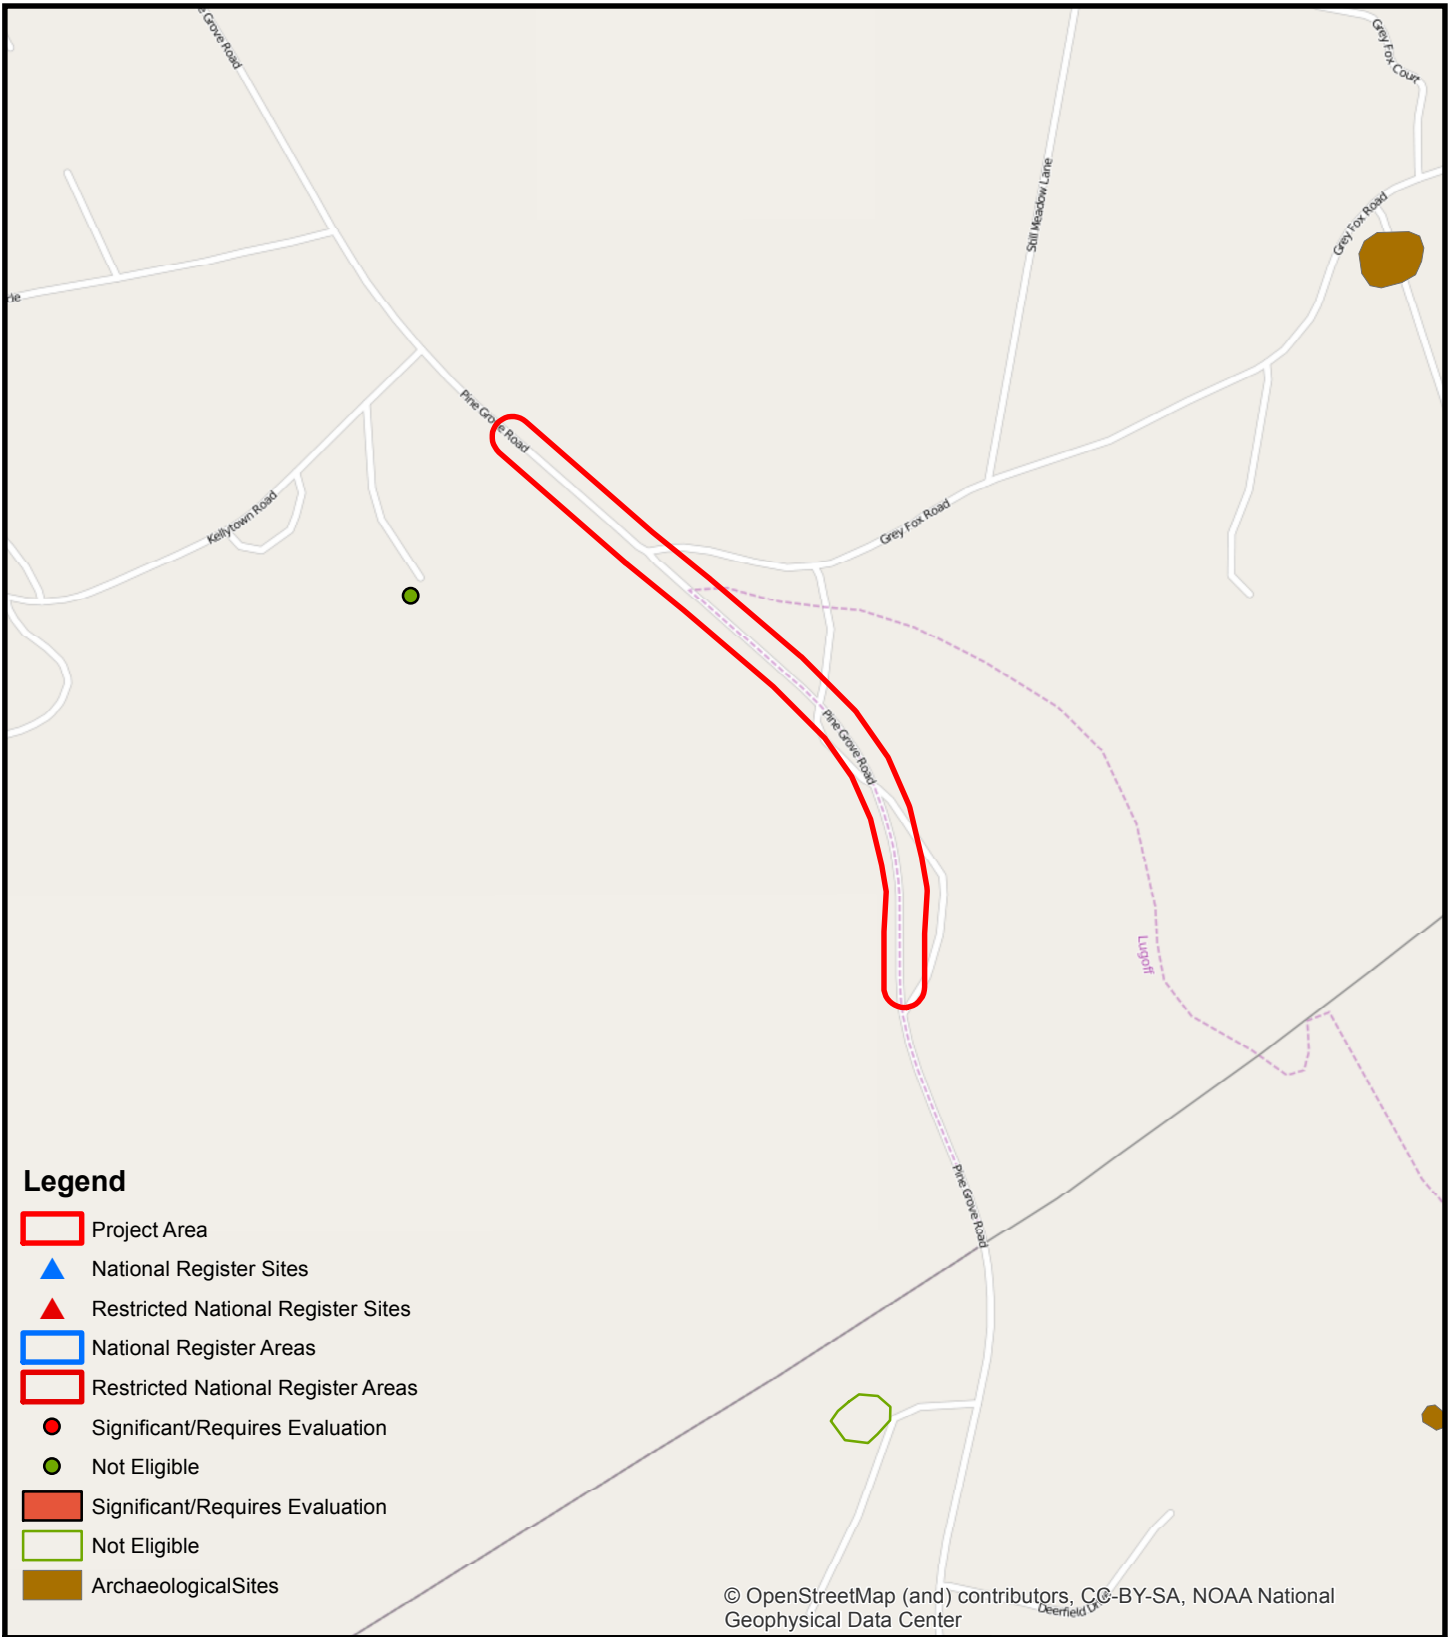 Grove Road
Grey Fox Court
Still Meadow Lane
Grey Fox Road
Pine Grove Road
Kellytown Road
Grey Fox Road
Pine Grove Road
Lugoff
Pine Grove Road
Legend
Project Area
National Register Sites
Restricted National Register Sites
National Register Areas
Restricted National Register Areas
Significant/Requires Evaluation
Not Eligible
Significant/Requires Evaluation
Not Eligible
ArchaeologicalSites
© OpenStreetMap (and) contributors, CC-BY-SA, NOAA National
Geophysical Data Center
Deerfield Drive